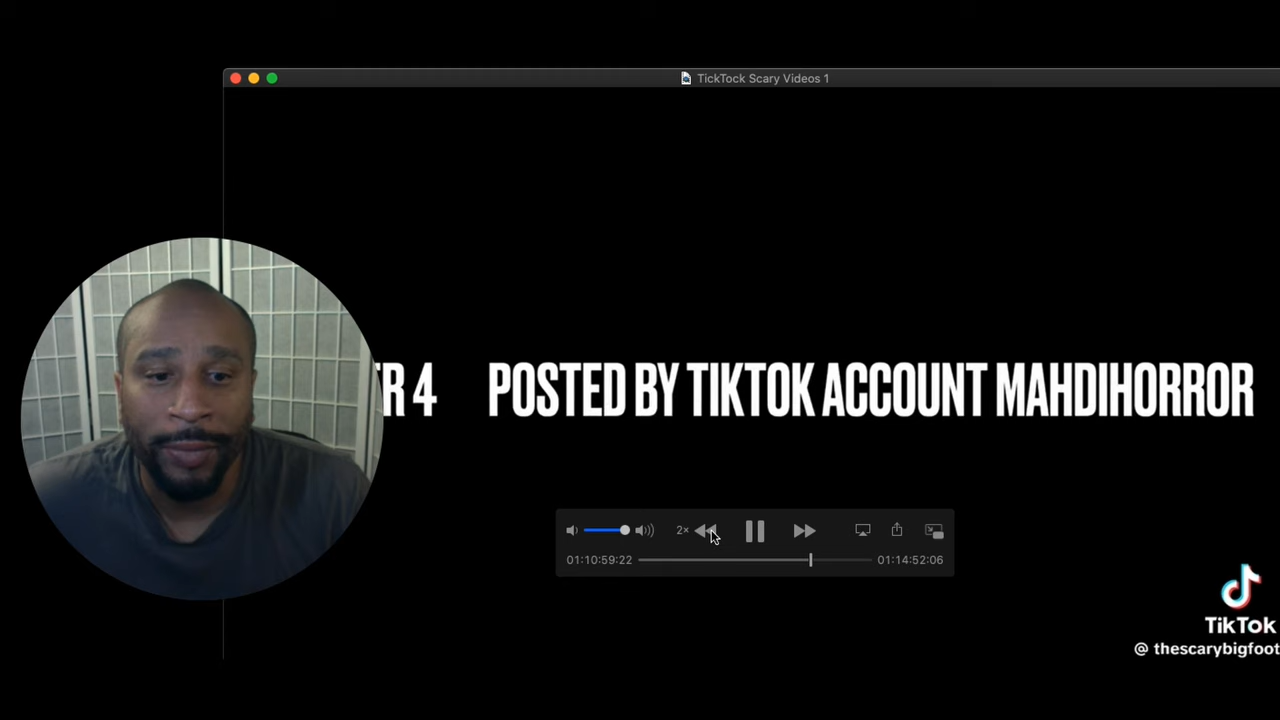 TickTock Scary Videos 1
R 4 POSTED BY TIKTOK ACCOUNT MAHDIHORROR
2×
01:10:59:22 01:14:52:06
TikTok
@ thescarybigfoot